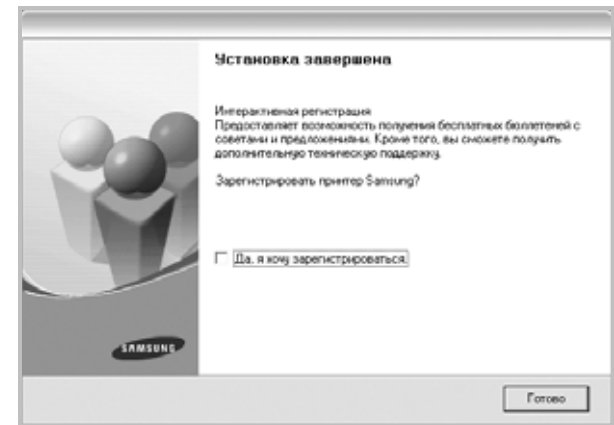 Установка завершена
Интерактивная регистрация
Предоставляет возможность получения бесплатных бюллетеней с
советами и предложениями. Кроме того, вы сможете получить
дополнительную техническую поддержку.
Зарегистрировать принтер Samsung?
Да, я хочу зарегистрироваться.
SAMSUNG
Готово